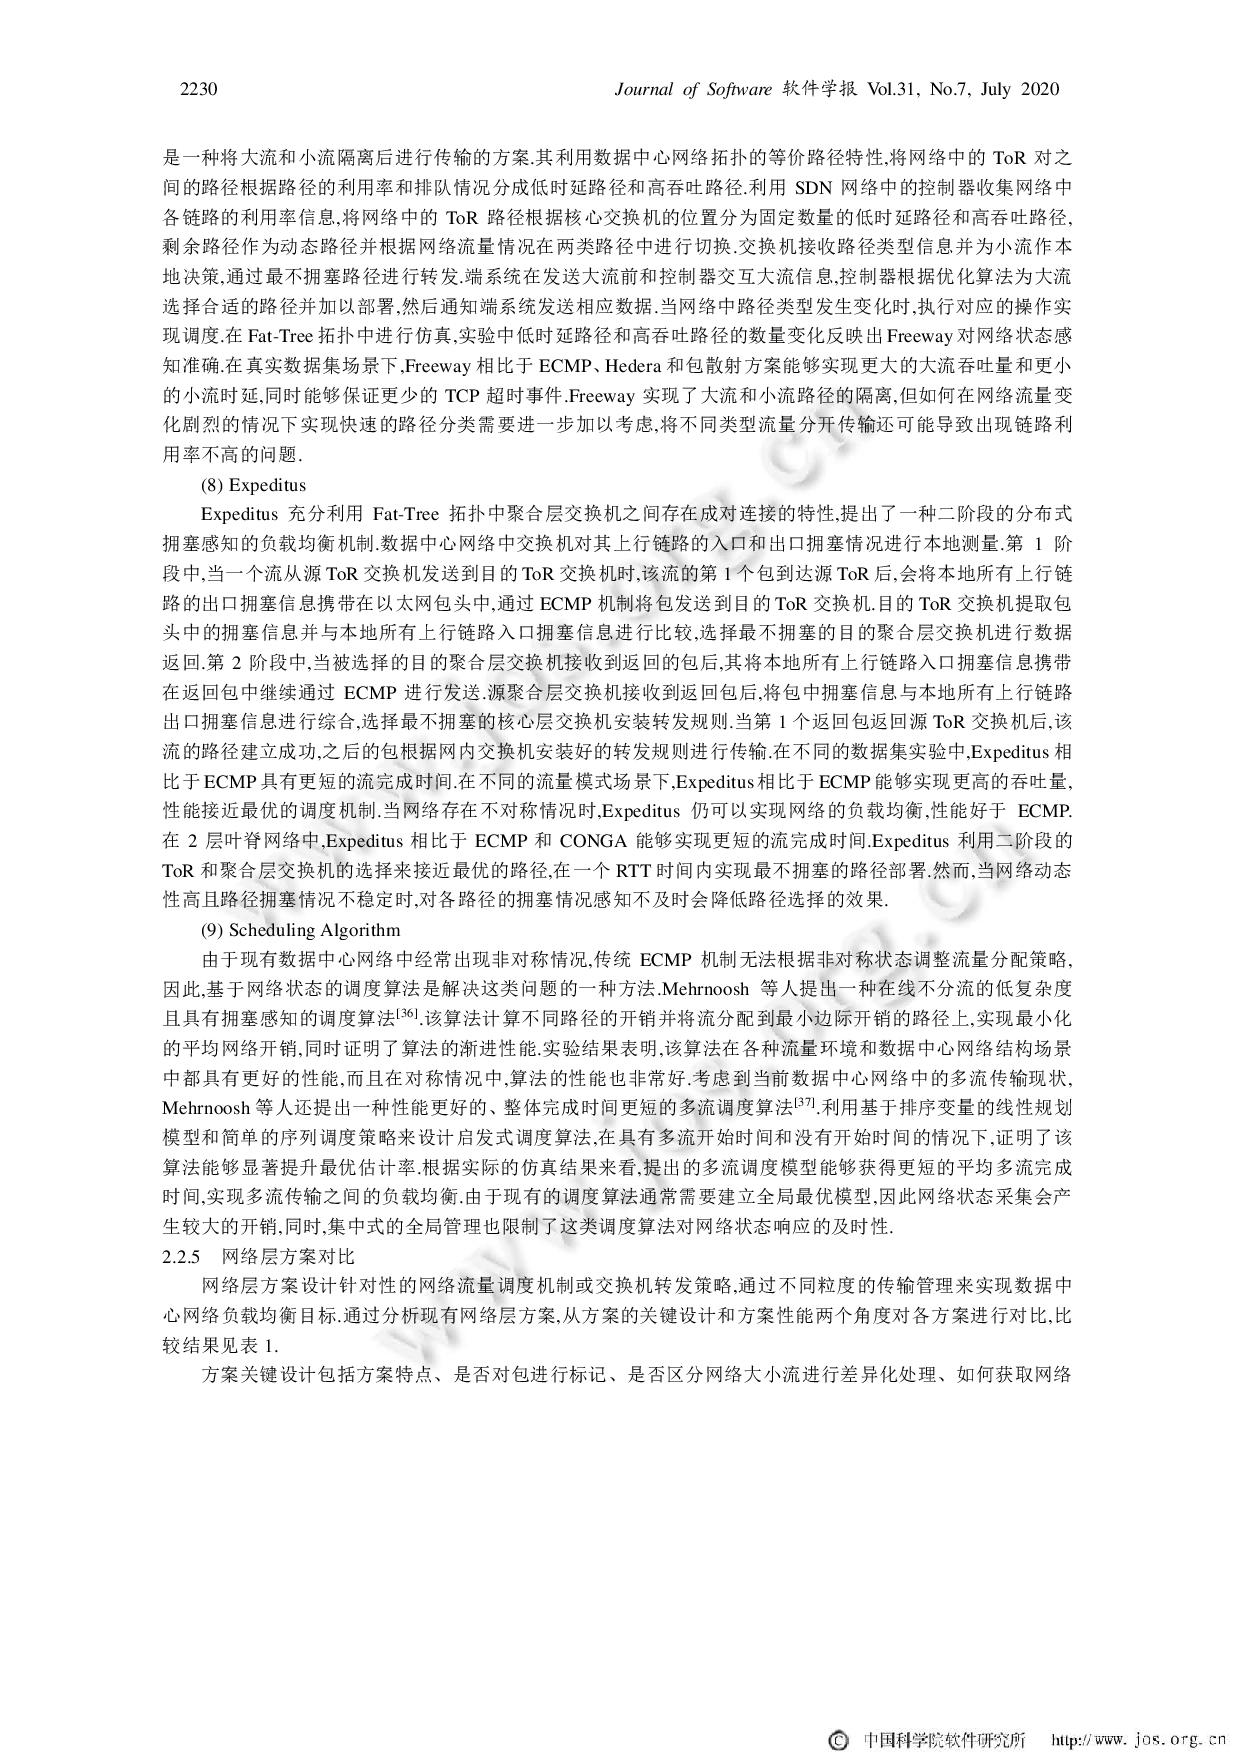 2230
Journal of Software 软件学报 Vol.31, No.7, July 2020
是一种将大流和小流隔离后进行传输的方案.其利用数据中心网络拓扑的等价路径特性,将网络中的 ToR 对之
间的路径根据路径的利用率和排队情况分成低时延路径和高吞吐路径.利用 SDN 网络中的控制器收集网络中
各链路的利用率信息,将网络中的 ToR 路径根据核心交换机的位置分为固定数量的低时延路径和高吞吐路径,
剩余路径作为动态路径并根据网络流量情况在两类路径中进行切换.交换机接收路径类型信息并为小流作本
地决策,通过最不拥塞路径进行转发.端系统在发送大流前和控制器交互大流信息,控制器根据优化算法为大流
选择合适的路径并加以部署,然后通知端系统发送相应数据.当网络中路径类型发生变化时,执行对应的操作实
现调度.在 Fat-Tree 拓扑中进行仿真,实验中低时延路径和高吞吐路径的数量变化反映出 Freeway 对网络状态感
知准确.在真实数据集场景下,Freeway 相比于 ECMP、Hedera 和包散射方案能够实现更大的大流吞吐量和更小
的小流时延,同时能够保证更少的 TCP 超时事件.Freeway 实现了大流和小流路径的隔离,但如何在网络流量变
化剧烈的情况下实现快速的路径分类需要进一步加以考虑,将不同类型流量分开传输还可能导致出现链路利
用率不高的问题.
(8) Expeditus
Expeditus 充分利用 Fat-Tree 拓扑中聚合层交换机之间存在成对连接的特性,提出了一种二阶段的分布式
拥塞感知的负载均衡机制.数据中心网络中交换机对其上行链路的入口和出口拥塞情况进行本地测量.第 1 阶
段中,当一个流从源 ToR 交换机发送到目的 ToR 交换机时,该流的第 1 个包到达源 ToR 后,会将本地所有上行链
路的出口拥塞信息携带在以太网包头中,通过 ECMP 机制将包发送到目的 ToR 交换机.目的 ToR 交换机提取包
头中的拥塞信息并与本地所有上行链路入口拥塞信息进行比较,选择最不拥塞的目的聚合层交换机进行数据
返回.第 2 阶段中,当被选择的目的聚合层交换机接收到返回的包后,其将本地所有上行链路入口拥塞信息携带
在返回包中继续通过 ECMP 进行发送.源聚合层交换机接收到返回包后,将包中拥塞信息与本地所有上行链路
出口拥塞信息进行综合,选择最不拥塞的核心层交换机安装转发规则.当第 1 个返回包返回源 ToR 交换机后,该
流的路径建立成功,之后的包根据网内交换机安装好的转发规则进行传输.在不同的数据集实验中,Expeditus 相
比于 ECMP 具有更短的流完成时间.在不同的流量模式场景下,Expeditus 相比于 ECMP 能够实现更高的吞吐量,
性能接近最优的调度机制.当网络存在不对称情况时,Expeditus 仍可以实现网络的负载均衡,性能好于 ECMP.
在 2 层叶脊网络中,Expeditus 相比于 ECMP 和 CONGA 能够实现更短的流完成时间.Expeditus 利用二阶段的
ToR 和聚合层交换机的选择来接近最优的路径,在一个 RTT 时间内实现最不拥塞的路径部署.然而,当网络动态
性高且路径拥塞情况不稳定时,对各路径的拥塞情况感知不及时会降低路径选择的效果.
(9) Scheduling Algorithm
由于现有数据中心网络中经常出现非对称情况,传统 ECMP 机制无法根据非对称状态调整流量分配策略,
因此,基于网络状态的调度算法是解决这类问题的一种方法.Mehrnoosh 等人提出一种在线不分流的低复杂度
且具有拥塞感知的调度算法[36].该算法计算不同路径的开销并将流分配到最小边际开销的路径上,实现最小化
的平均网络开销,同时证明了算法的渐进性能.实验结果表明,该算法在各种流量环境和数据中心网络结构场景
中都具有更好的性能,而且在对称情况中,算法的性能也非常好.考虑到当前数据中心网络中的多流传输现状,
Mehrnoosh 等人还提出一种性能更好的、整体完成时间更短的多流调度算法[37].利用基于排序变量的线性规划
模型和简单的序列调度策略来设计启发式调度算法,在具有多流开始时间和没有开始时间的情况下,证明了该
算法能够显著提升最优估计率.根据实际的仿真结果来看,提出的多流调度模型能够获得更短的平均多流完成
时间,实现多流传输之间的负载均衡.由于现有的调度算法通常需要建立全局最优模型,因此网络状态采集会产
生较大的开销,同时,集中式的全局管理也限制了这类调度算法对网络状态响应的及时性.
2.2.5 网络层方案对比
网络层方案设计针对性的网络流量调度机制或交换机转发策略,通过不同粒度的传输管理来实现数据中
心网络负载均衡目标.通过分析现有网络层方案,从方案的关键设计和方案性能两个角度对各方案进行对比,比
较结果见表 1.
方案关键设计包括方案特点、是否对包进行标记、是否区分网络大小流进行差异化处理、如何获取网络
www.jos.org.cn
www.jos.org.cn
© 中国科学院软件研究所 http://www.jos.org.cn